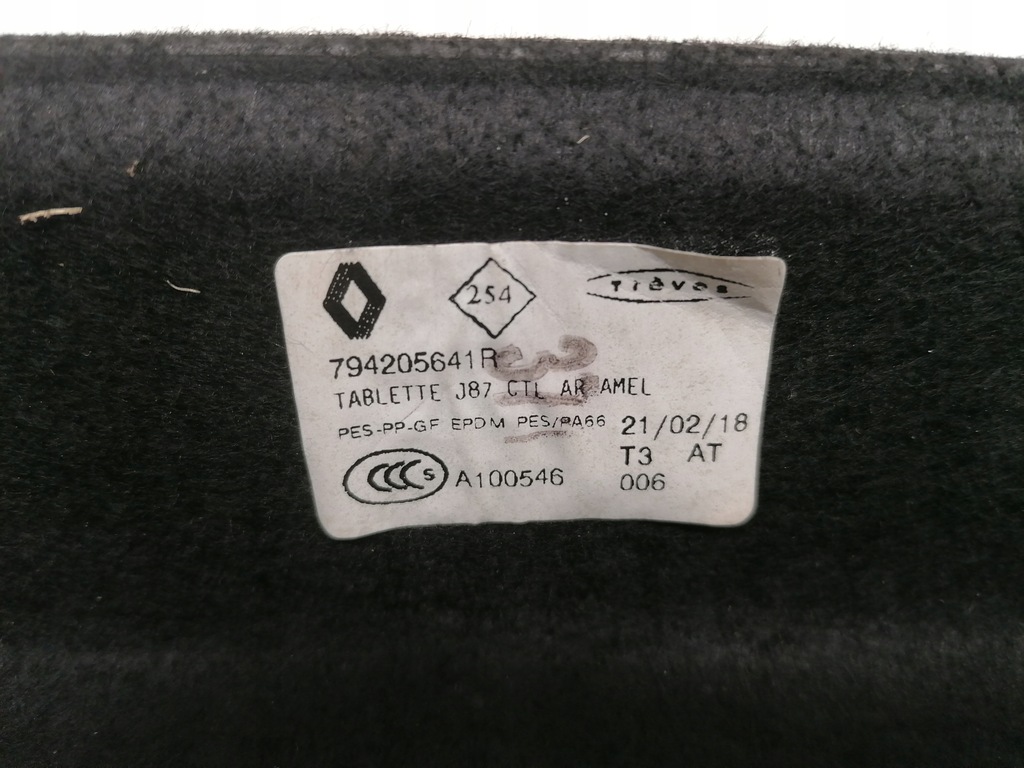 254
Trèves
794205641R
TABLETTE J87 CTL AR AMEL
PES-PP-GF EPDM PES/PA66 21/02/18
T3 AT
CCC S A100546 006